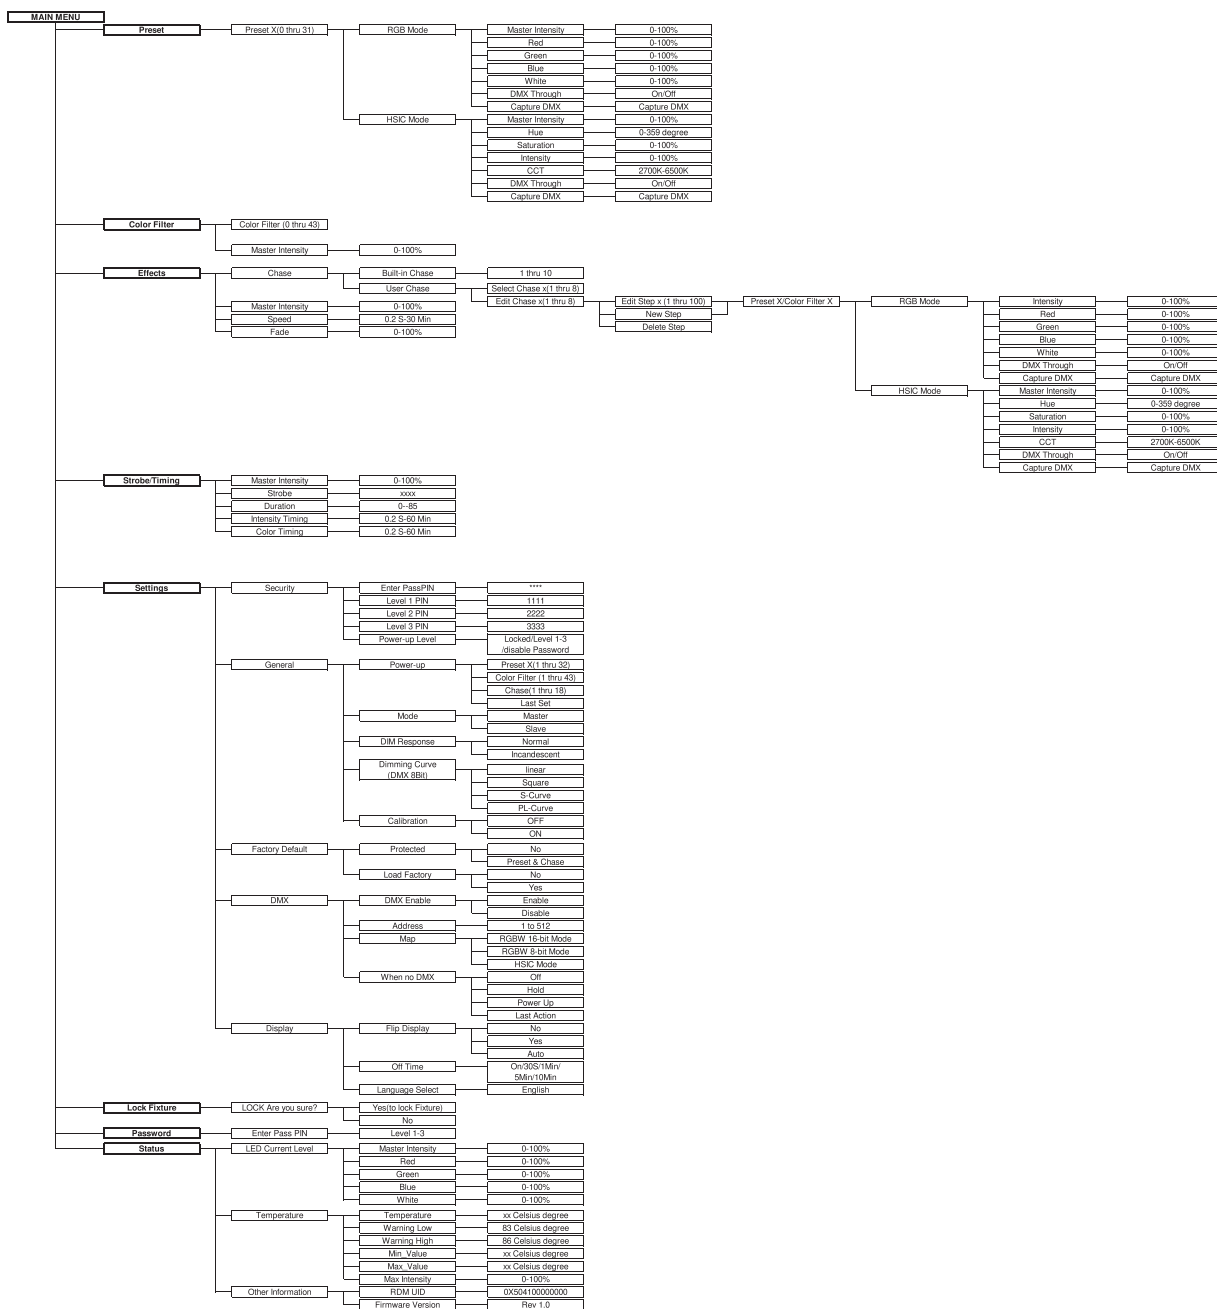 MAIN MENU
Preset Preset X(0 thru 31) RGB Mode Master Intensity 0-100%
Red 0-100%
Green 0-100%
Blue 0-100%
White 0-100%
DMX Through On/Off
Capture DMX Capture DMX
HSIC Mode Master Intensity 0-100%
Hue 0-359 degree
Saturation 0-100%
Intensity 0-100%
CCT 2700K-6500K
DMX Through On/Off
Capture DMX Capture DMX
Color Filter Color Filter (0 thru 43)
Master Intensity 0-100%
Effects Chase Built-in Chase 1 thru 10
User Chase Select Chase x(1 thru 8)
Edit Chase x(1 thru 8) Edit Step x (1 thru 100) Preset X/Color Filter X RGB Mode Intensity 0-100%
Master Intensity 0-100%
New Step Red 0-100%
Speed 0.2 S-30 Min
Delete Step Green 0-100%
Fade 0-100%
Blue 0-100%
White 0-100%
DMX Through On/Off
Capture DMX Capture DMX
HSIC Mode Master Intensity 0-100%
Hue 0-359 degree
Saturation 0-100%
Intensity 0-100%
CCT 2700K-6500K
DMX Through On/Off
Capture DMX Capture DMX
Strobe/Timing Master Intensity 0-100%
Strobe xxxx
Duration 0--85
Intensity Timing 0.2 S-60 Min
Color Timing 0.2 S-60 Min
Settings Security Enter PassPIN ****
Level 1 PIN 1111
Level 2 PIN 2222
Level 3 PIN 3333
Power-up Level Locked/Level 1-3
/disable Password
General Power-up Preset X(1 thru 32)
Color Filter (1 thru 43)
Chase(1 thru 18)
Last Set
Mode Master
Slave
DIM Response Normal
Incandescent
Dimming Curve linear
(DMX 8Bit)
Square
S-Curve
PL-Curve
Calibration OFF
ON
Factory Default Protected No
Preset & Chase
Load Factory No
Yes
DMX DMX Enable Enable
Disable
Address 1 to 512
Map RGBW 16-bit Mode
RGBW 8-bit Mode
HSIC Mode
When no DMX Off
Hold
Power Up
Last Action
Display Flip Display No
Yes
Auto
Off Time On/30S/1Min/
5Min/10Min
Language Select English
Lock Fixture LOCK Are you sure? Yes(to lock Fixture)
No
Password Enter Pass PIN Level 1-3
Status LED Current Level Master Intensity 0-100%
Red 0-100%
Green 0-100%
Blue 0-100%
White 0-100%
Temperature Temperature xx Celsius degree
Warning Low 83 Celsius degree
Warning High 86 Celsius degree
Min_Value xx Celsius degree
Max_Value xx Celsius degree
Max Intensity 0-100%
Other Information RDM UID 0X504100000000
Firmware Version Rev 1.0